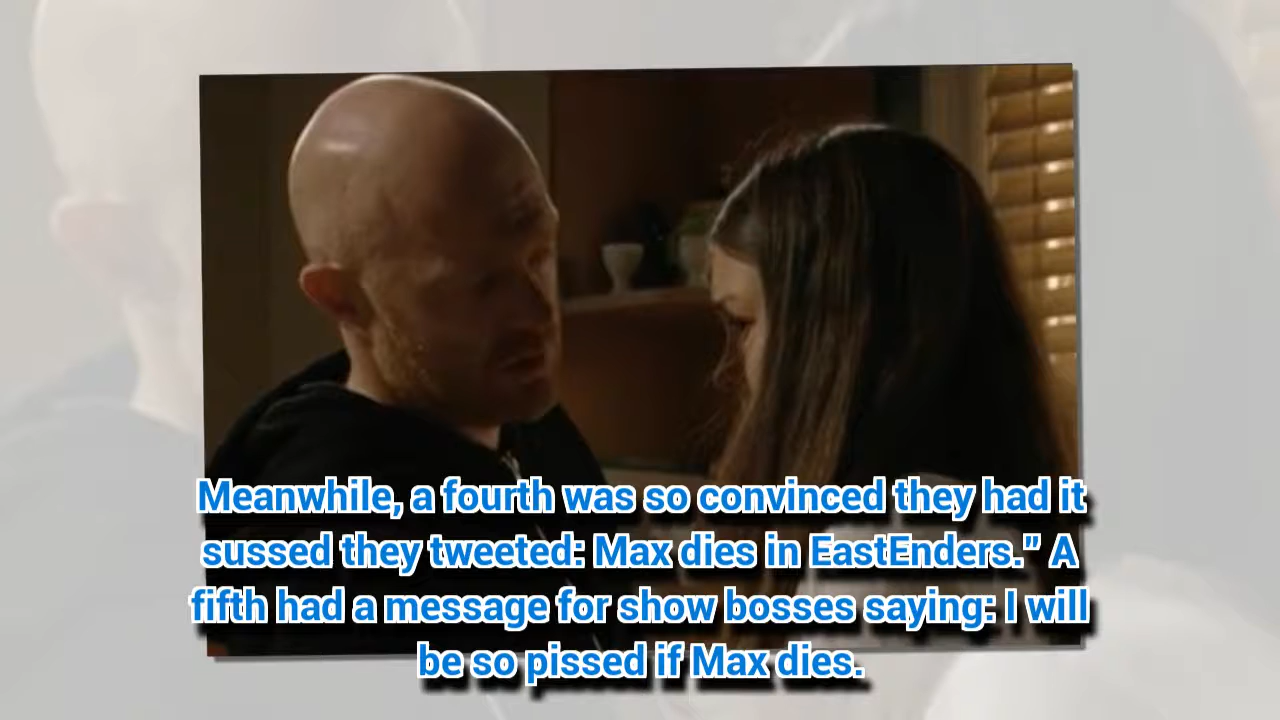 Meanwhile, a fourth was so convinced they had it
sussed they tweeted: Max dies in EastEnders.” A
fifth had a message for show bosses saying: I will
be so pissed if Max dies.